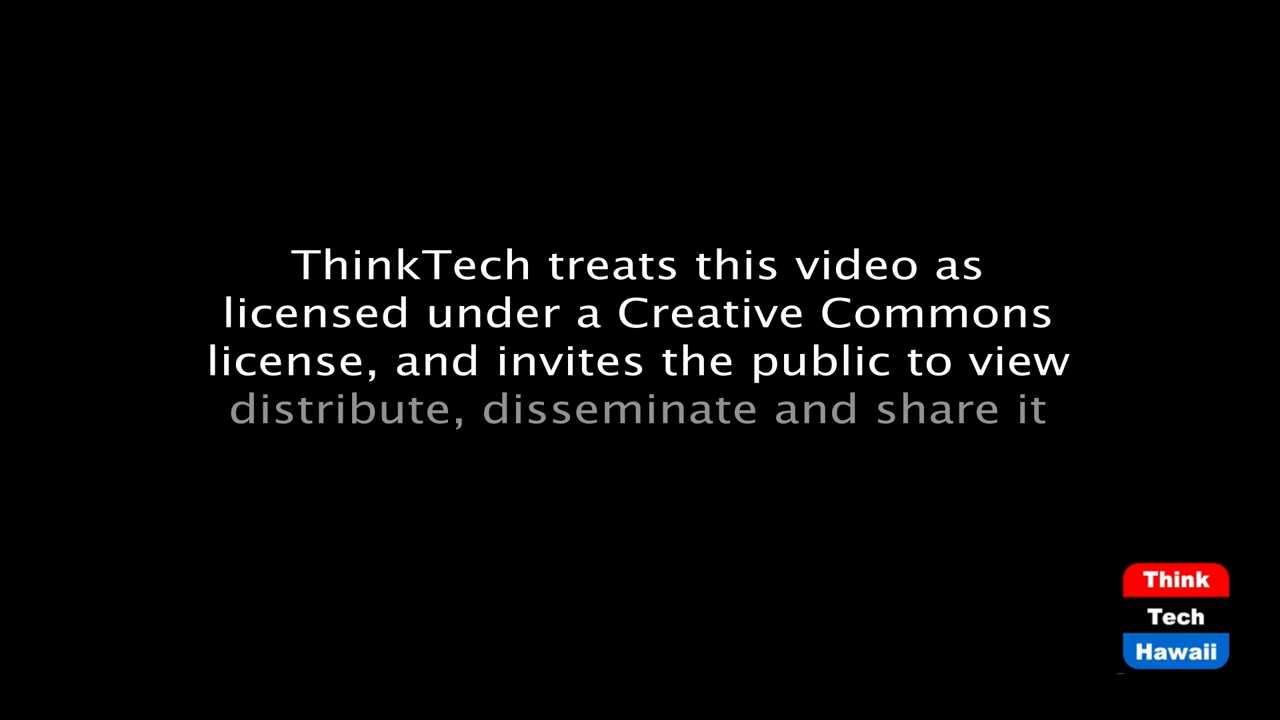 ThinkTech treats this video as
licensed under a Creative Commons
license, and invites the public to view
distribute, disseminate and share it
Think
Tech
Hawaii